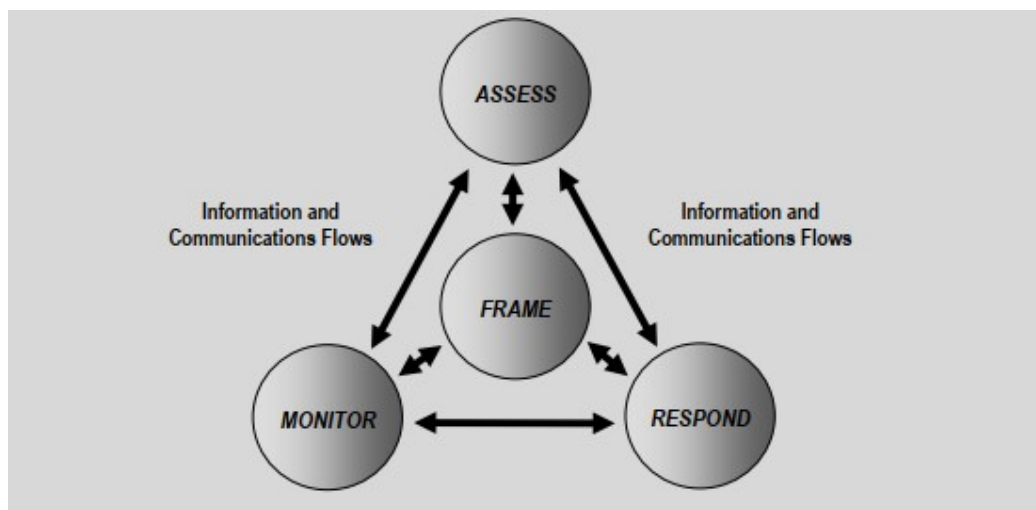 ASSESS
Information and
Communications Flows
Information and
Communications Flows
FRAME
MONITOR
RESPOND